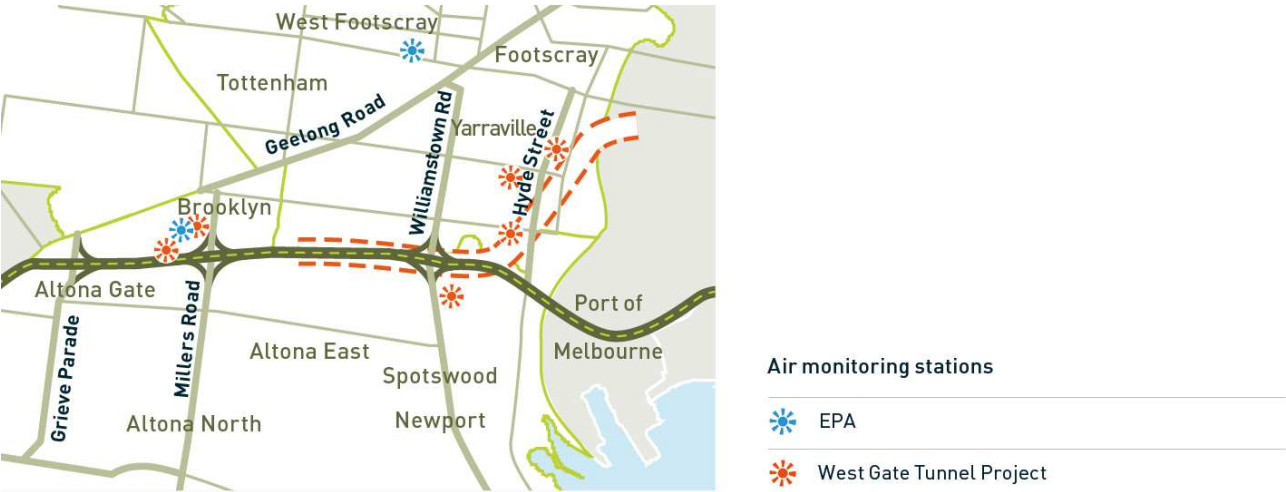 West Footscray
Footscray
Tottenham
Geelong Road
Williamstown Rd
Yarraville
Hyde Street
Brooklyn
Altona Gate
Grieve Parade
Millers Road
Altona East
Altona North
Spotswood
Newport
Port of
Melbourne
Air monitoring stations
EPA
West Gate Tunnel Project